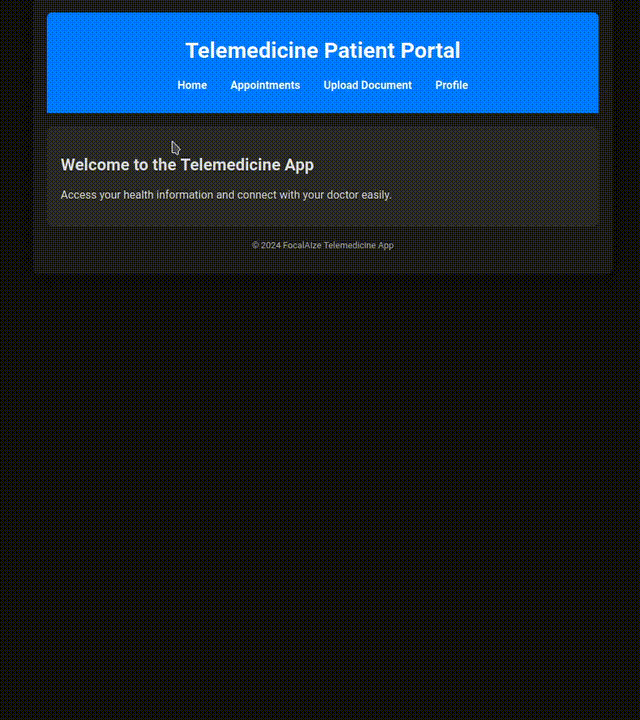 Telemedicine Patient Portal
Home Appointments Upload Document Profile
Welcome to the Telemedicine App
Access your health information and connect with your doctor easily.
© 2024 FocalAIze Telemedicine App